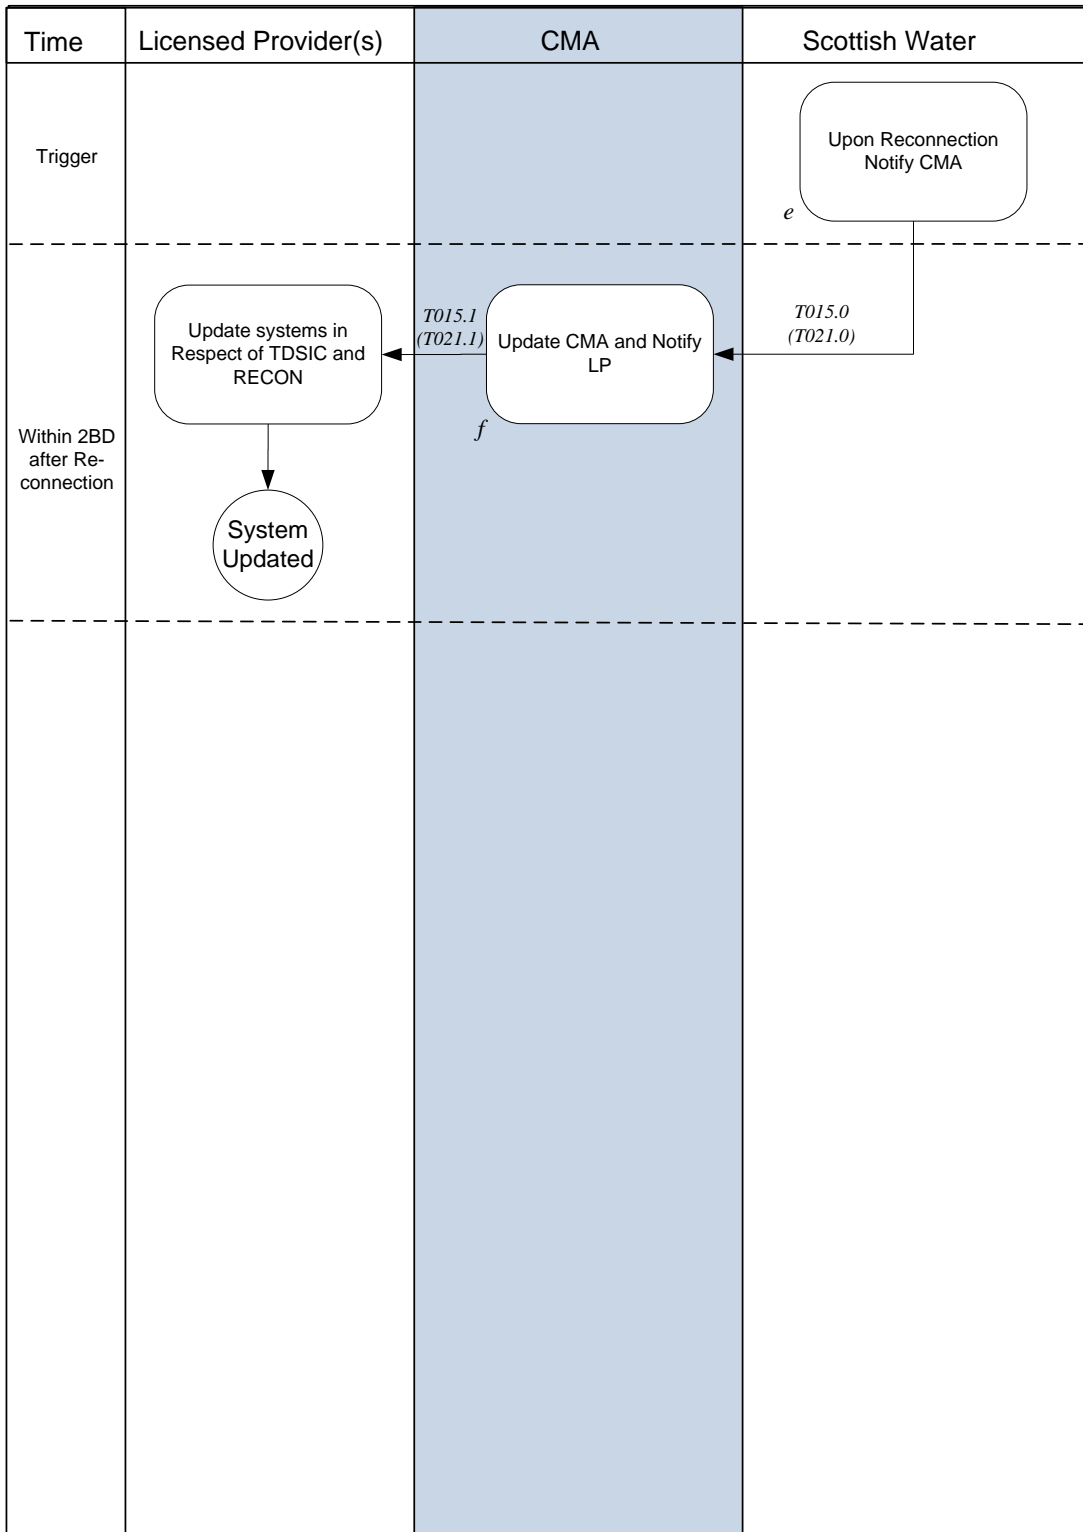 Time
Licensed Provider(s)
CMA
Scottish Water
Trigger
Upon Reconnection
Notify CMA
e
Within 2BD
after Re-
connection
Update systems in
Respect of TDSIC and
RECON
T015.1
(T021.1)
Update CMA and Notify
LP
f
T015.0
(T021.0)
System
Updated